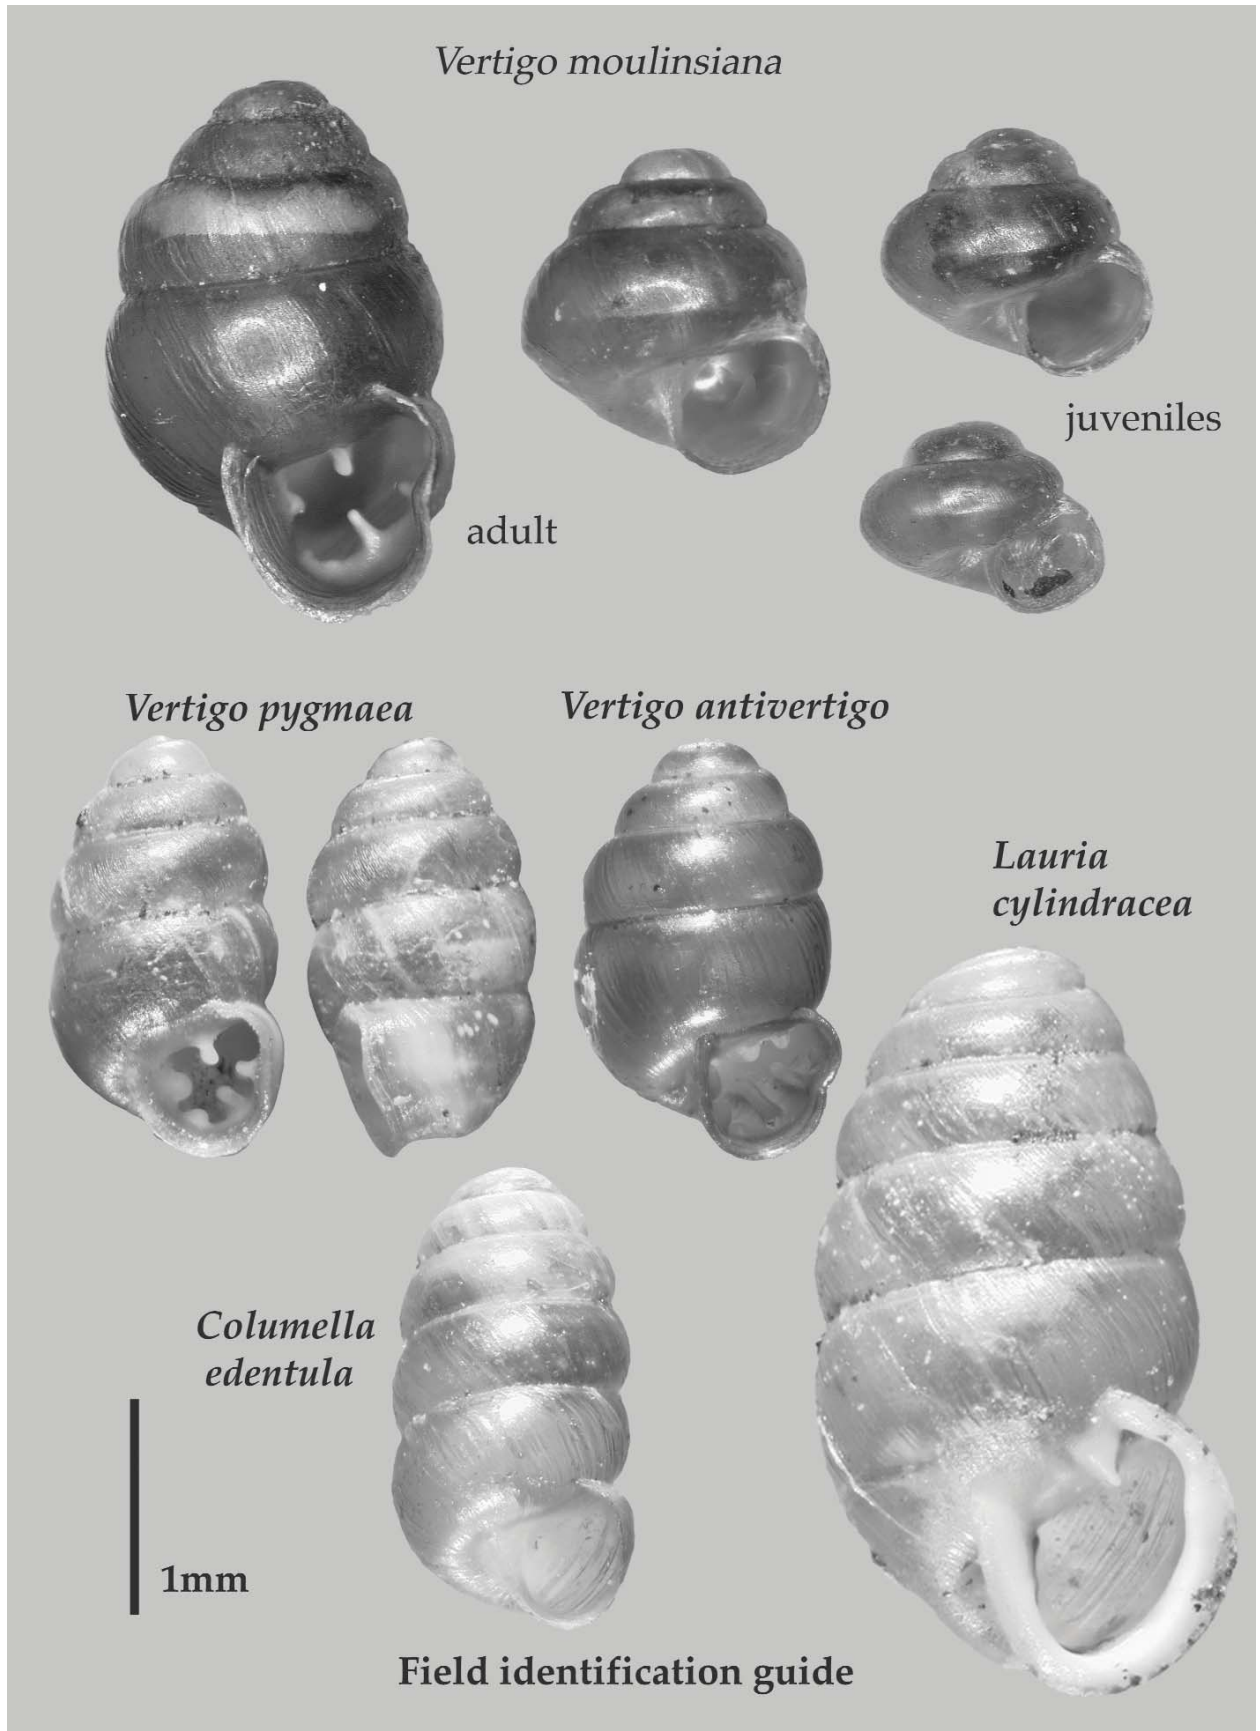 Vertigo moulinsiana
juveniles
adult
Vertigo pygmaea
Vertigo antivertigo
Lauria
cylindracea
Columella
edentula
1mm
Field identification guide